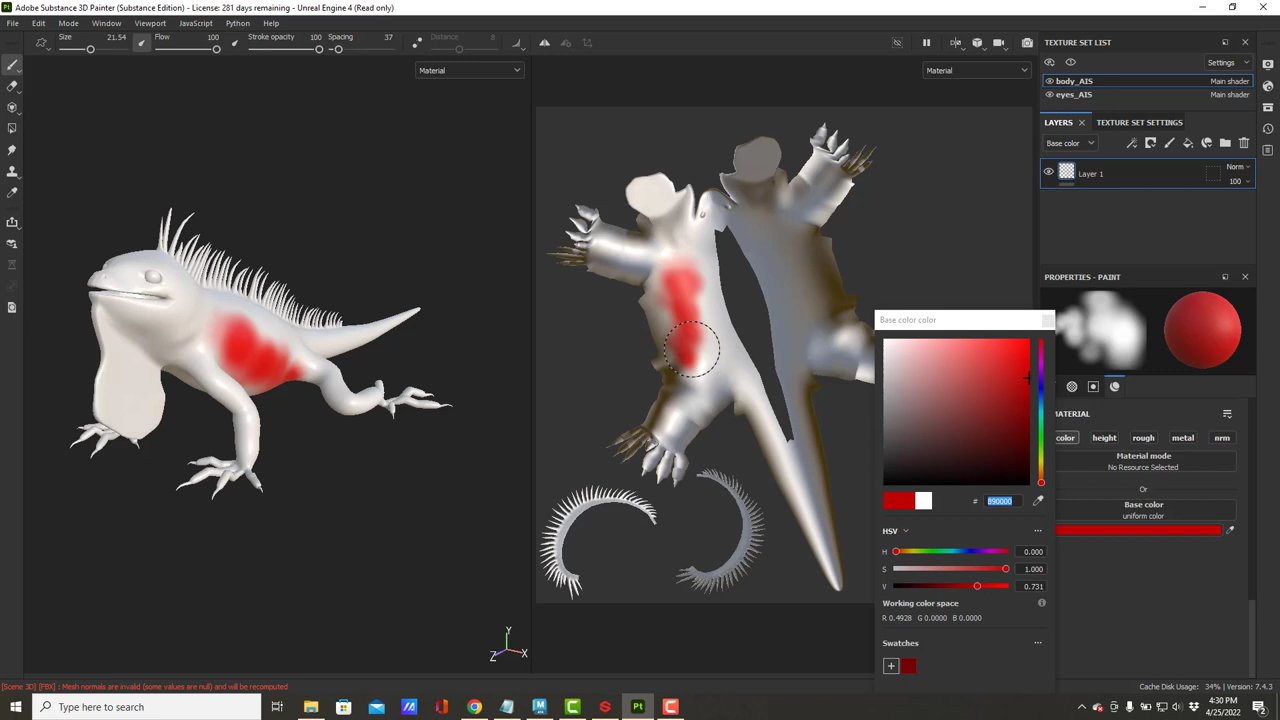 Adobe Substance 3D Painter (Substance Edition) - License: 281 days remaining - Unreal Engine 4 (Read only)
File Edit Mode Window Viewport JavaScript Python Help
Size 21.54 Flow 100 Stroke opacity 100 Spacing 37 Distance 8
Material
Material
TEXTURE SET LIST
Settings
body_AIS Main shader
eyes_AIS Main shader
LAYERS TEXTURE SET SETTINGS
Base color
Layer 1 Norm
100
PROPERTIES - PAINT
Base color color
MATERIAL
color height rough metal nrm
Material mode
No Resource Selected
Or
Base color
uniform color
# B90000
HSV
H 0.000
S 1.000
V 0.731
Working color space
R 0.4928 G 0.0000 B 0.0000
Swatches
Y
Z X
[Scene 3D] [FBX] : Mesh normals are invalid (some values are null) and will be recomputed
Cache Disk Usage: 34% | Version: 7.4.3
Type here to search
Pt
4:30 PM
4/25/2022